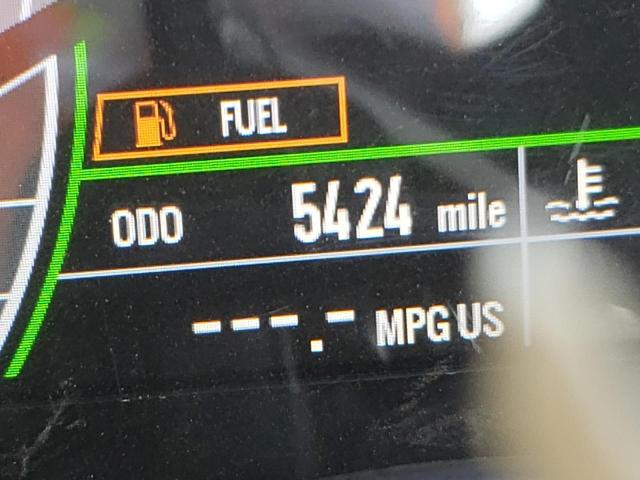 FUEL
ODO 5424 mile
---.- MPG US